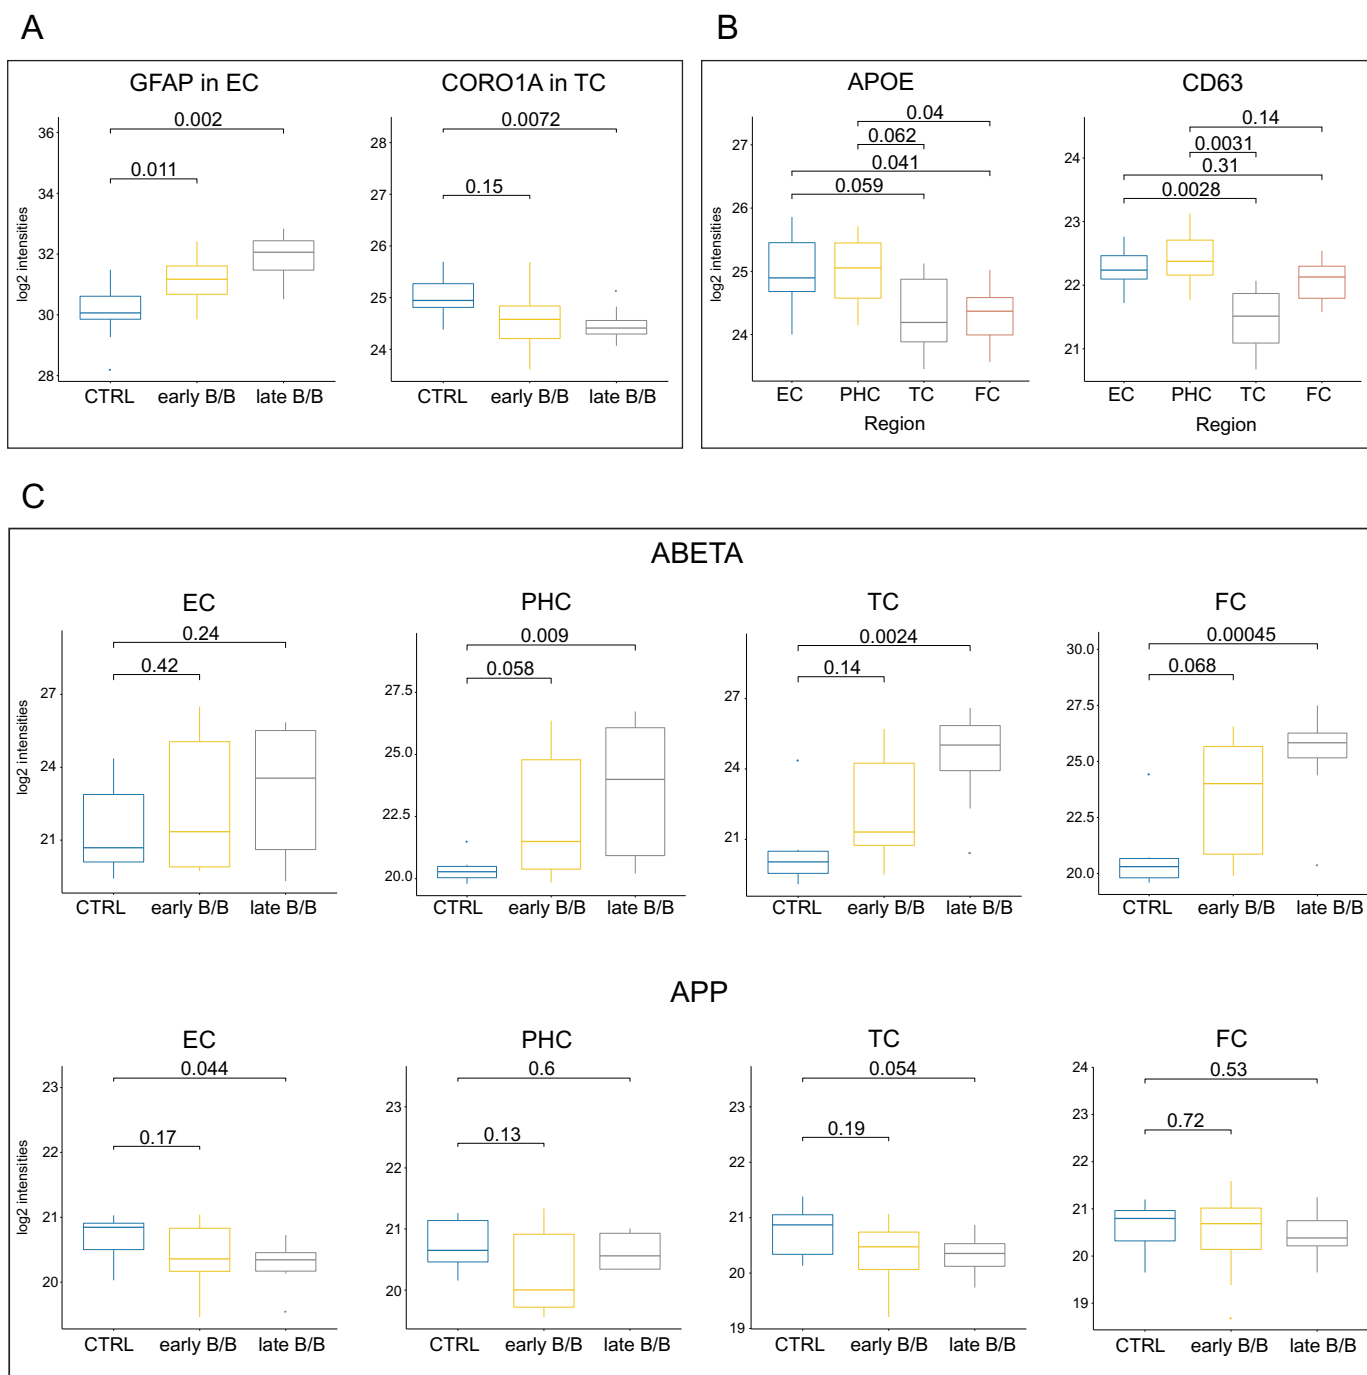 A
B
GFAP in EC
CORO1A in TC
APOE
CD63
log2 intensities
36
34
32
30
28
0.002
0.011
CTRL early B/B late B/B
28
27
26
25
24
0.0072
0.15
CTRL early B/B late B/B
log2 intensities
27
26
25
24
0.04
0.062
0.041
0.059
EC PHC TC FC
Region
24
23
22
21
0.14
0.0031
0.31
0.0028
EC PHC TC FC
Region
C
ABETA
EC
log2 intensities
27
24
21
0.24
0.42
CTRL early B/B late B/B
PHC
27.5
25.0
22.5
20.0
0.009
0.058
CTRL early B/B late B/B
TC
27
24
21
0.0024
0.14
CTRL early B/B late B/B
FC
30.0
27.5
25.0
22.5
20.0
0.00045
0.068
CTRL early B/B late B/B
APP
EC
log2 intensities
23
22
21
20
0.044
0.17
CTRL early B/B late B/B
PHC
23
22
21
20
0.6
0.13
CTRL early B/B late B/B
TC
23
22
21
20
19
0.054
0.19
CTRL early B/B late B/B
FC
24
23
22
21
20
19
0.53
0.72
CTRL early B/B late B/B